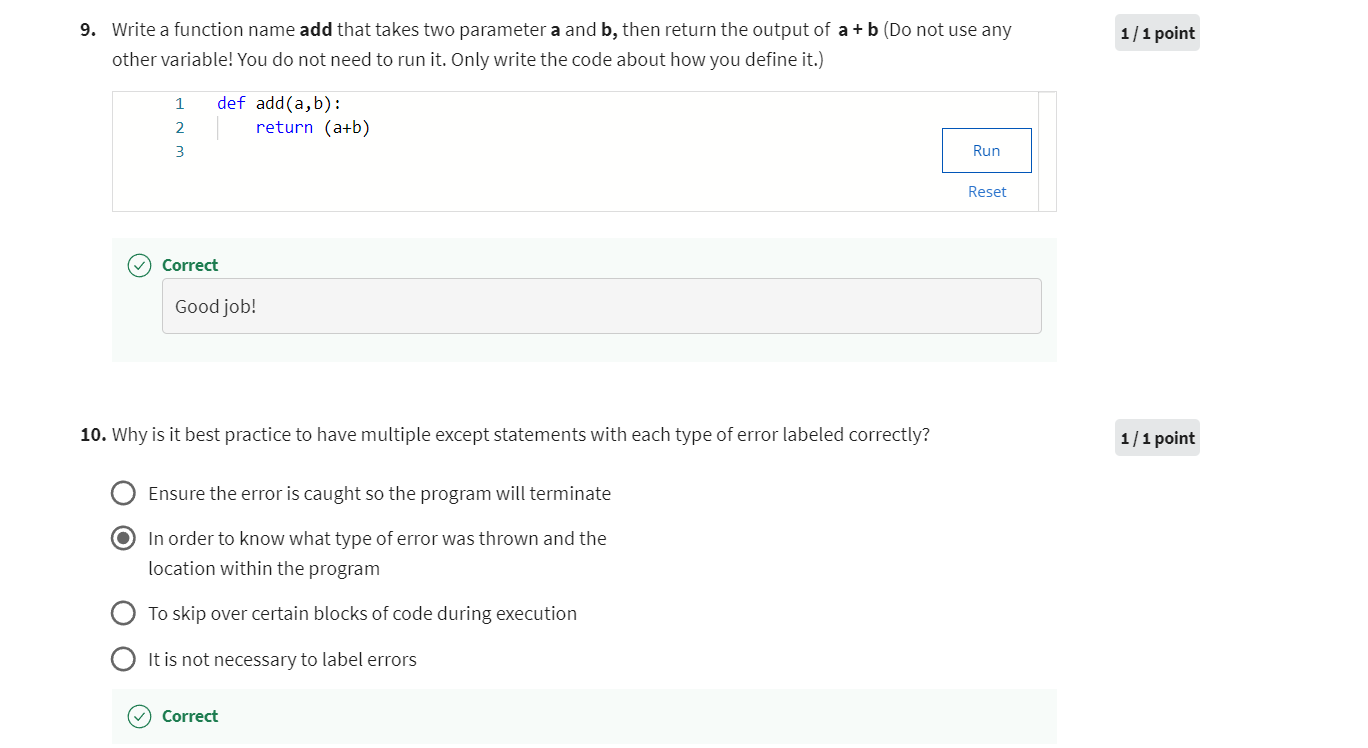 9. Write a function name add that takes two parameter a and b, then return the output of a + b (Do not use any
1 / 1 point
other variable! You do not need to run it. Only write the code about how you define it.)
1 def add(a,b):
2 return (a+b)
3
Run
Reset
Correct
Good job!
10. Why is it best practice to have multiple except statements with each type of error labeled correctly?
1 / 1 point
Ensure the error is caught so the program will terminate
In order to know what type of error was thrown and the
location within the program
To skip over certain blocks of code during execution
It is not necessary to label errors
Correct